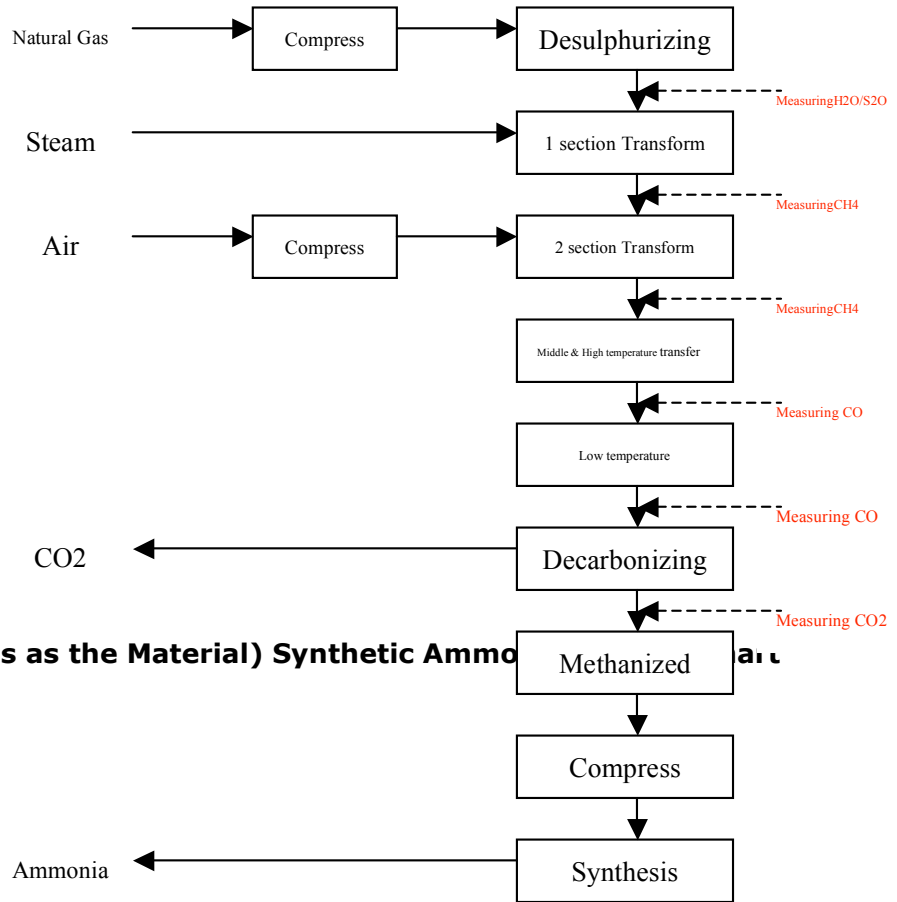 Natural Gas
Compress
Desulphurizing
MeasuringH2O/S2O
Steam
1 section Transform
MeasuringCH4
Air
Compress
2 section Transform
MeasuringCH4
Middle & High temperature transfer
Measuring CO
Low temperature
Measuring CO
CO2
Decarbonizing
Measuring CO2
s as the Material) Synthetic
Methanized
Compress
Ammonia
Synthesis